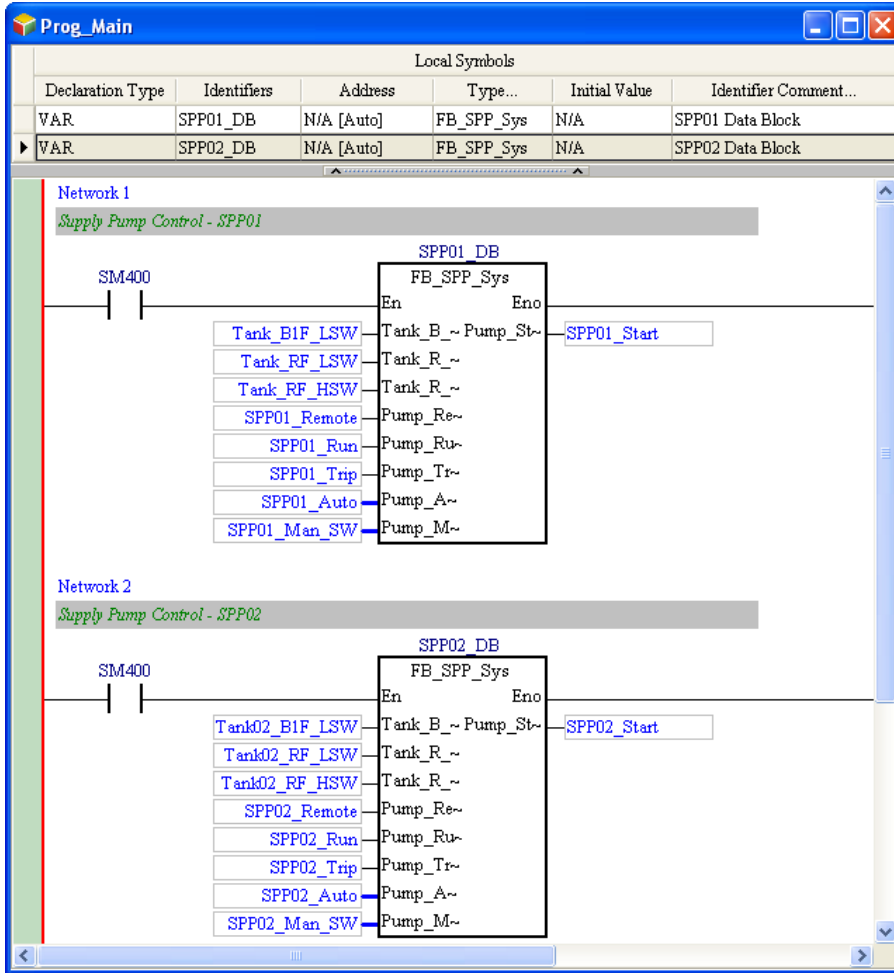 Prog_Main
Local Symbols
Declaration Type Identifiers Address Type... Initial Value Identifier Comment...
VAR SPP01_DB N/A [Auto] FB_SPP_Sys N/A SPP01 Data Block
VAR SPP02_DB N/A [Auto] FB_SPP_Sys N/A SPP02 Data Block
Network 1
Supply Pump Control - SPP01
SPP01_DB
SM400 FB_SPP_Sys
En Eno
Tank_B1F_LSW Tank_B_~ Pump_St~ SPP01_Start
Tank_RF_LSW Tank_R_~
Tank_RF_HSW Tank_R_~
SPP01_Remote Pump_Re~
SPP01_Run Pump_Ru~
SPP01_Trip Pump_Tr~
SPP01_Auto Pump_A~
SPP01_Man_SW Pump_M~
Network 2
Supply Pump Control - SPP02
SPP02_DB
SM400 FB_SPP_Sys
En Eno
Tank02_B1F_LSW Tank_B_~ Pump_St~ SPP02_Start
Tank02_RF_LSW Tank_R_~
Tank02_RF_HSW Tank_R_~
SPP02_Remote Pump_Re~
SPP02_Run Pump_Ru~
SPP02_Trip Pump_Tr~
SPP02_Auto Pump_A~
SPP02_Man_SW Pump_M~